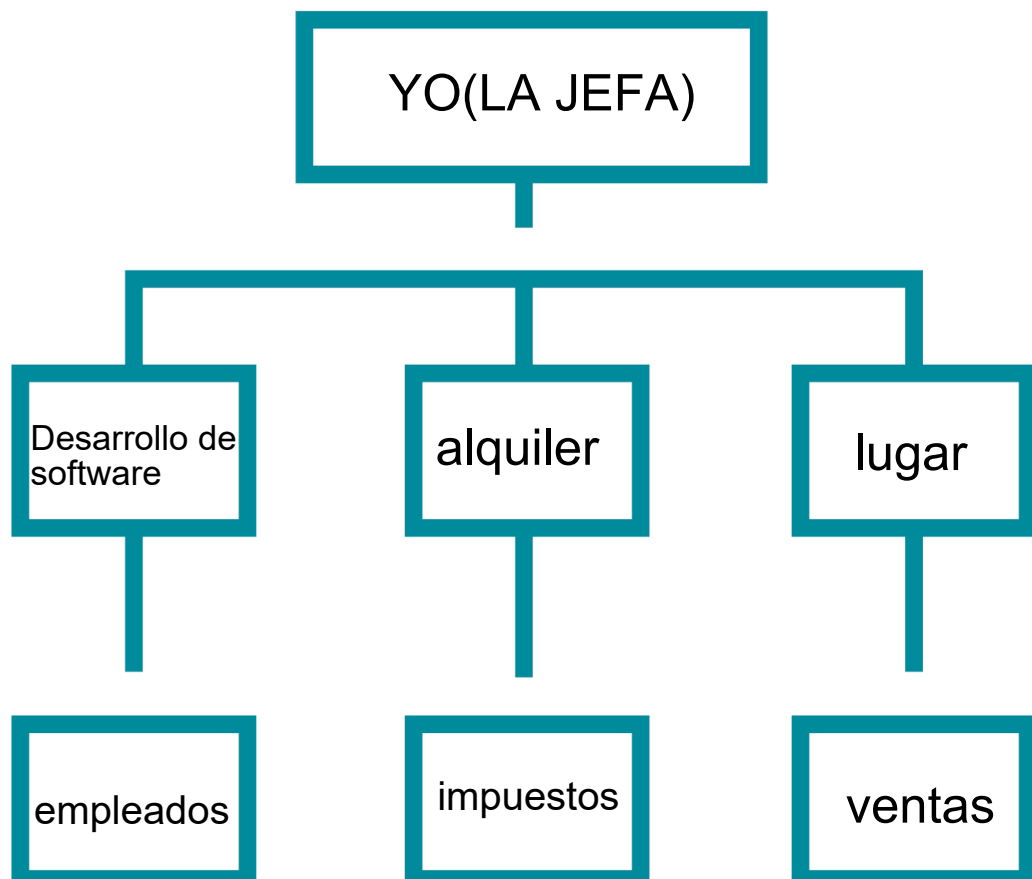 YO(LA JEFA)
Desarrollo de
software
alquiler
lugar
empleados
impuestos
ventas